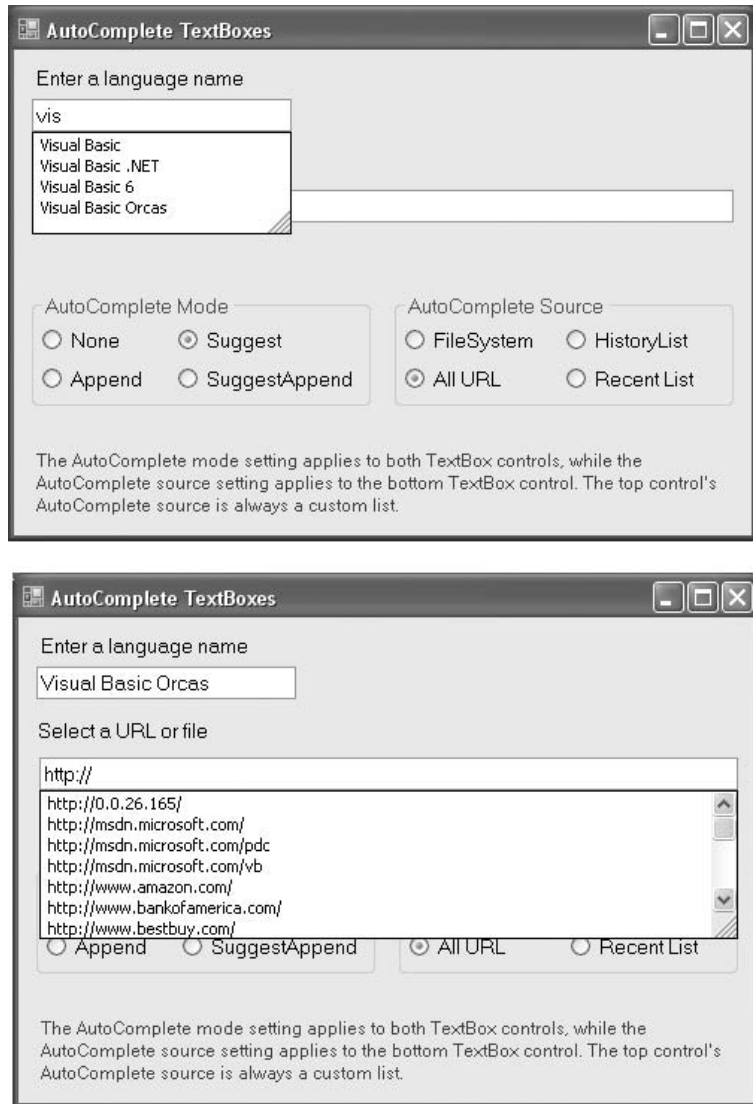 AutoComplete TextBoxes
Enter a language name
vis
Visual Basic
Visual Basic .NET
Visual Basic 6
Visual Basic Orcas
AutoComplete Mode
AutoComplete Source
None
Suggest
FileSystem
HistoryList
Append
SuggestAppend
All URL
Recent List
The AutoComplete mode setting applies to both TextBox controls, while the
AutoComplete source setting applies to the bottom TextBox control. The top control's
AutoComplete source is always a custom list.
AutoComplete TextBoxes
Enter a language name
Visual Basic Orcas
Select a URL or file
http://
http://0.0.26.165/
http://msdn.microsoft.com/
http://msdn.microsoft.com/pdc
http://msdn.microsoft.com/vb
http://www.amazon.com/
http://www.bankofamerica.com/
http://www.bestbuy.com/
Append
SuggestAppend
All URL
Recent List
The AutoComplete mode setting applies to both TextBox controls, while the
AutoComplete source setting applies to the bottom TextBox control. The top control's
AutoComplete source is always a custom list.